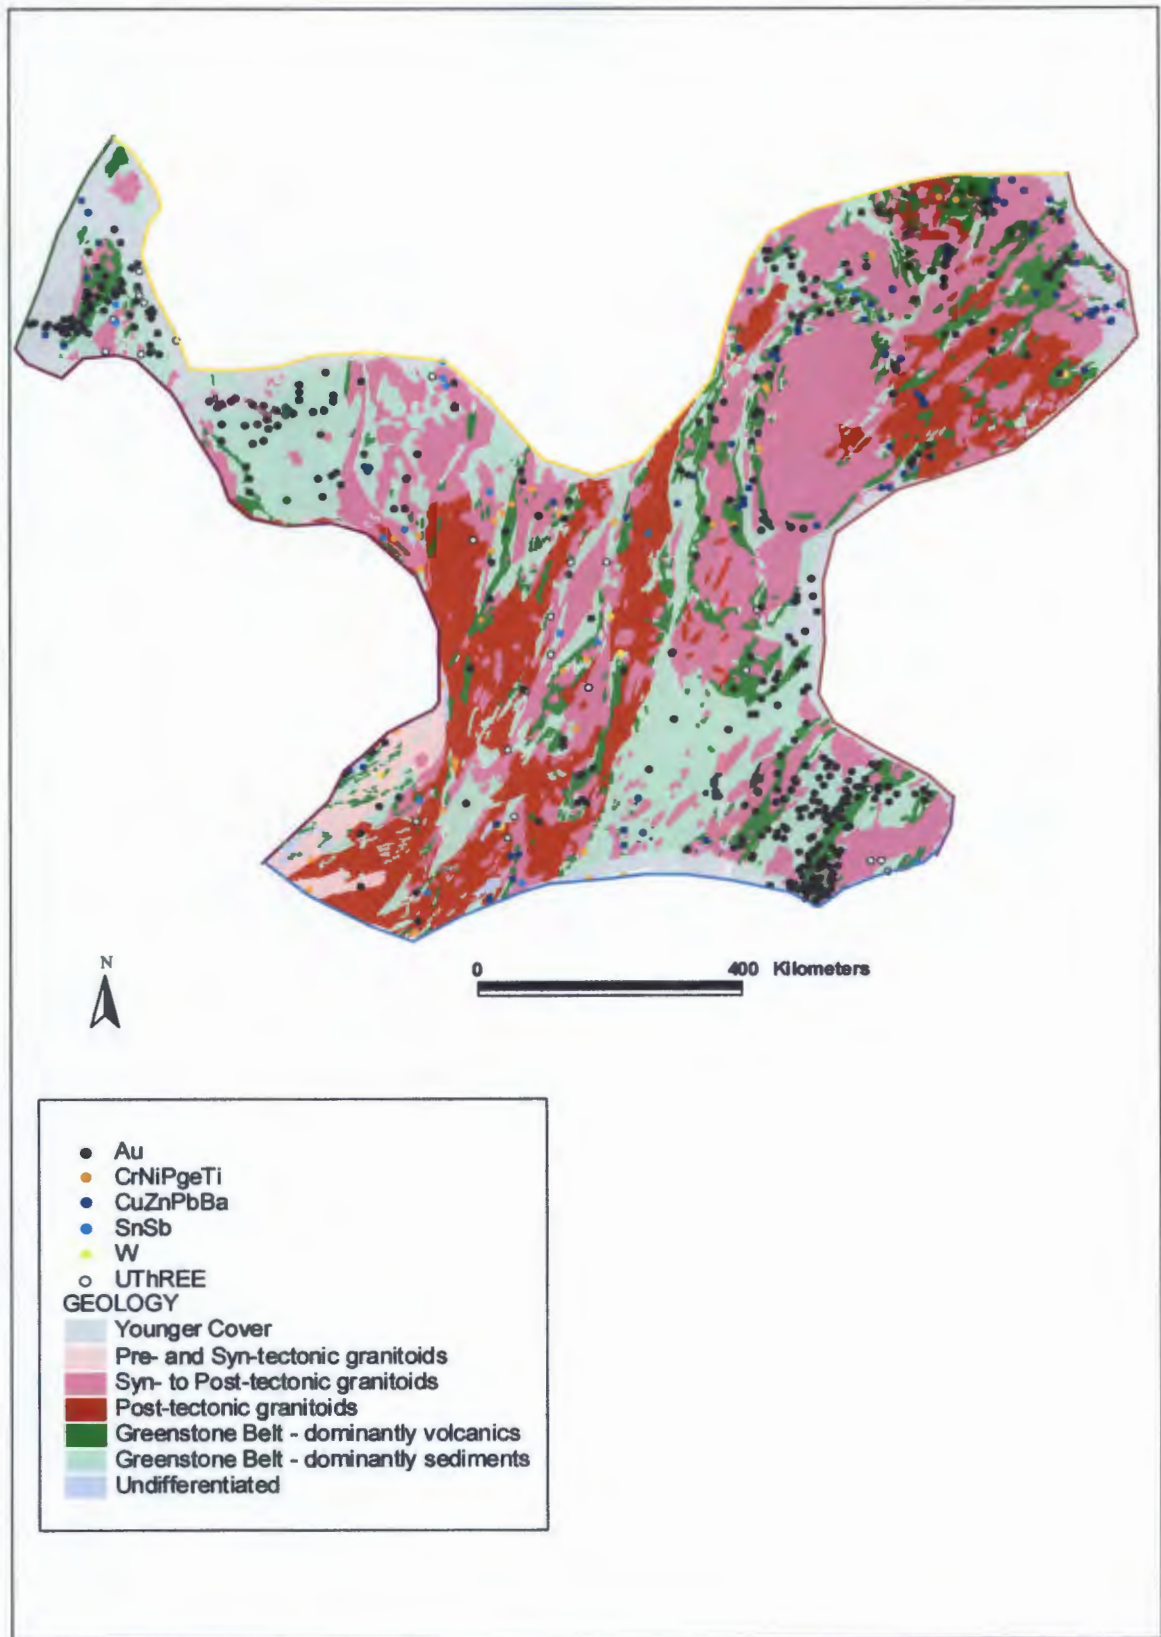 N
0 400 Kilometers
Au
CrNiPgeTi
CuZnPbBa
SnSb
W
UThREE
GEOLOGY
Younger Cover
Pre- and Syn-tectonic granitoids
Syn- to Post-tectonic granitoids
Post-tectonic granitoids
Greenstone Belt - dominantly volcanics
Greenstone Belt - dominantly sediments
Undifferentiated